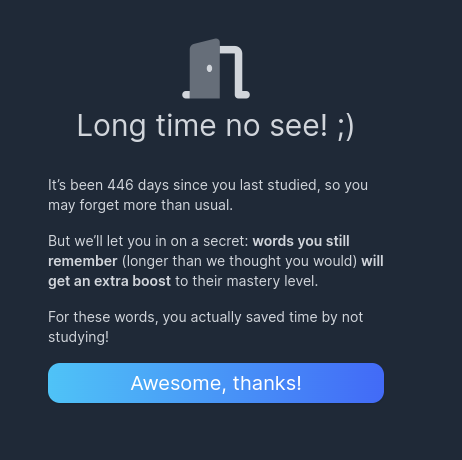 Long time no see! ;)
It’s been 446 days since you last studied, so you
may forget more than usual.
But we’ll let you in on a secret: words you still
remember (longer than we thought you would) will
get an extra boost to their mastery level.
For these words, you actually saved time by not
studying!
Awesome, thanks!